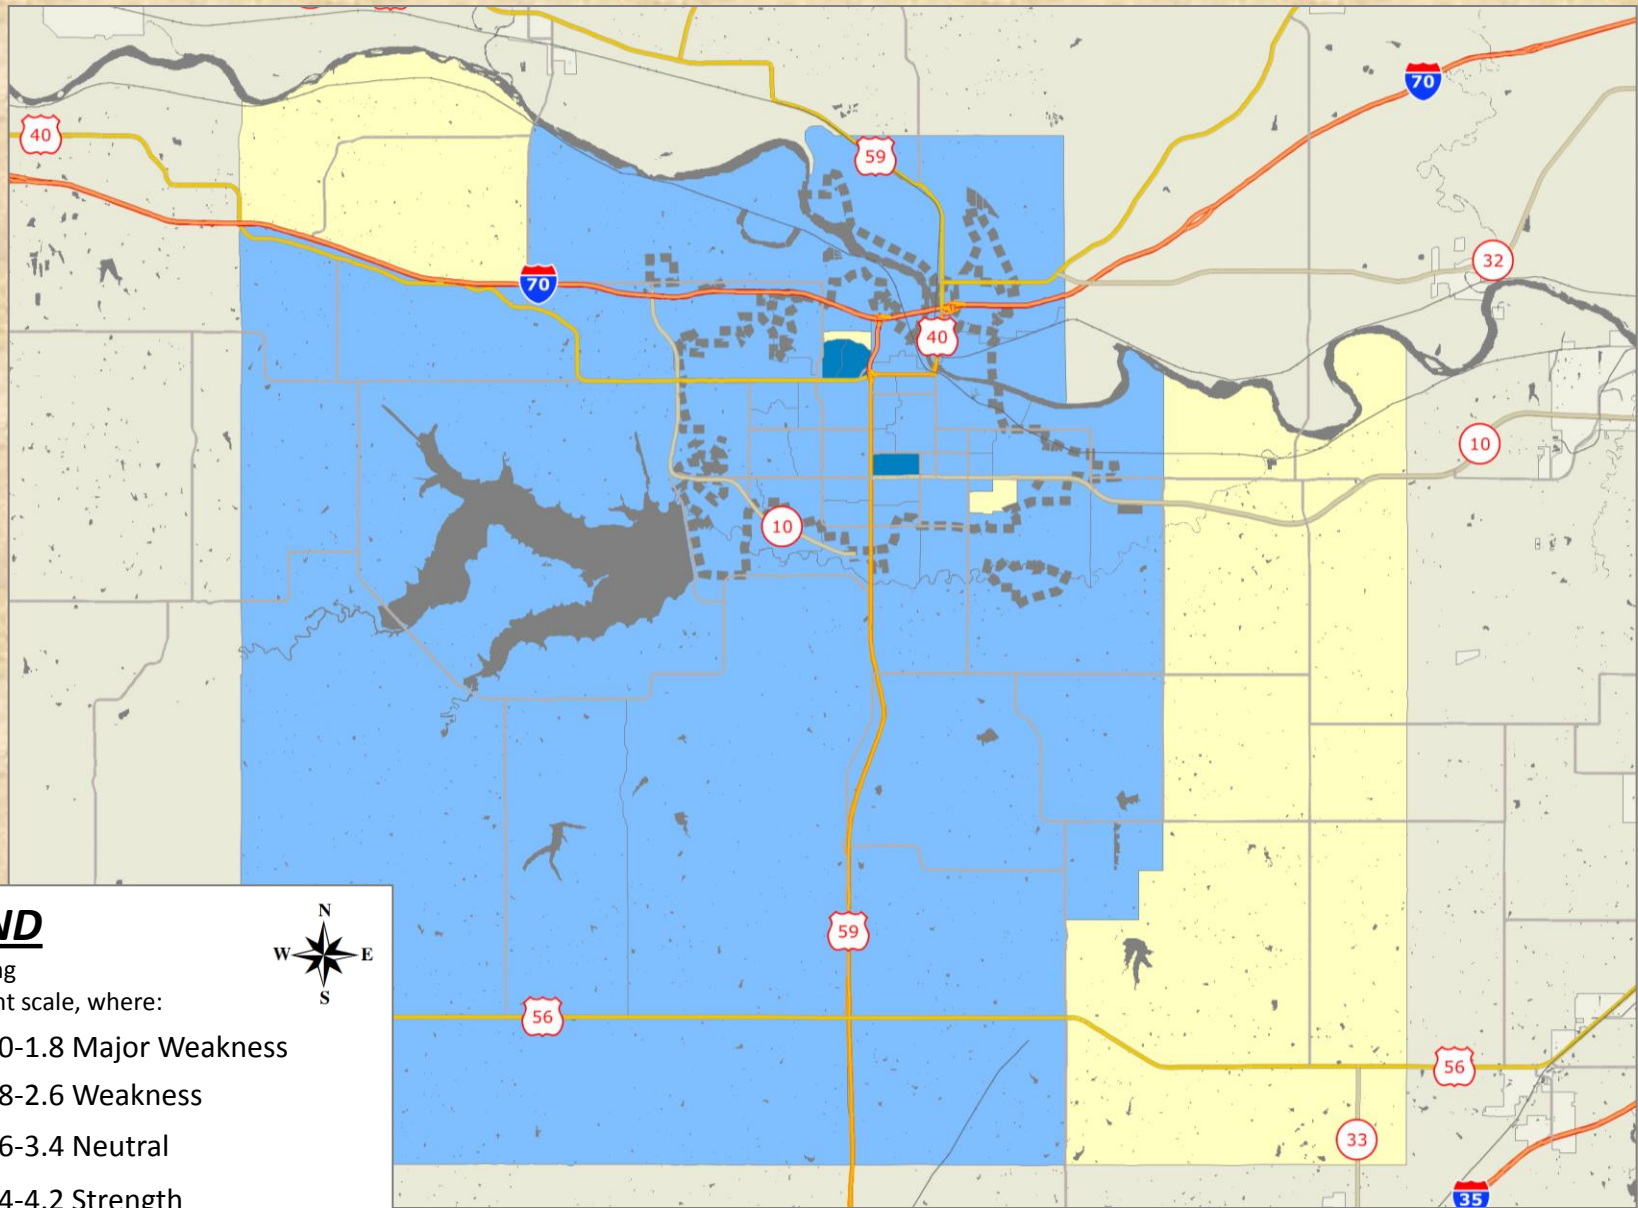 70
40
59
32
70
40
10
10
59
56
56
33
35
ND
ng
nt scale, where:
0-1.8 Major Weakness
8-2.6 Weakness
6-3.4 Neutral
4-4.2 Strength
N
W E
S